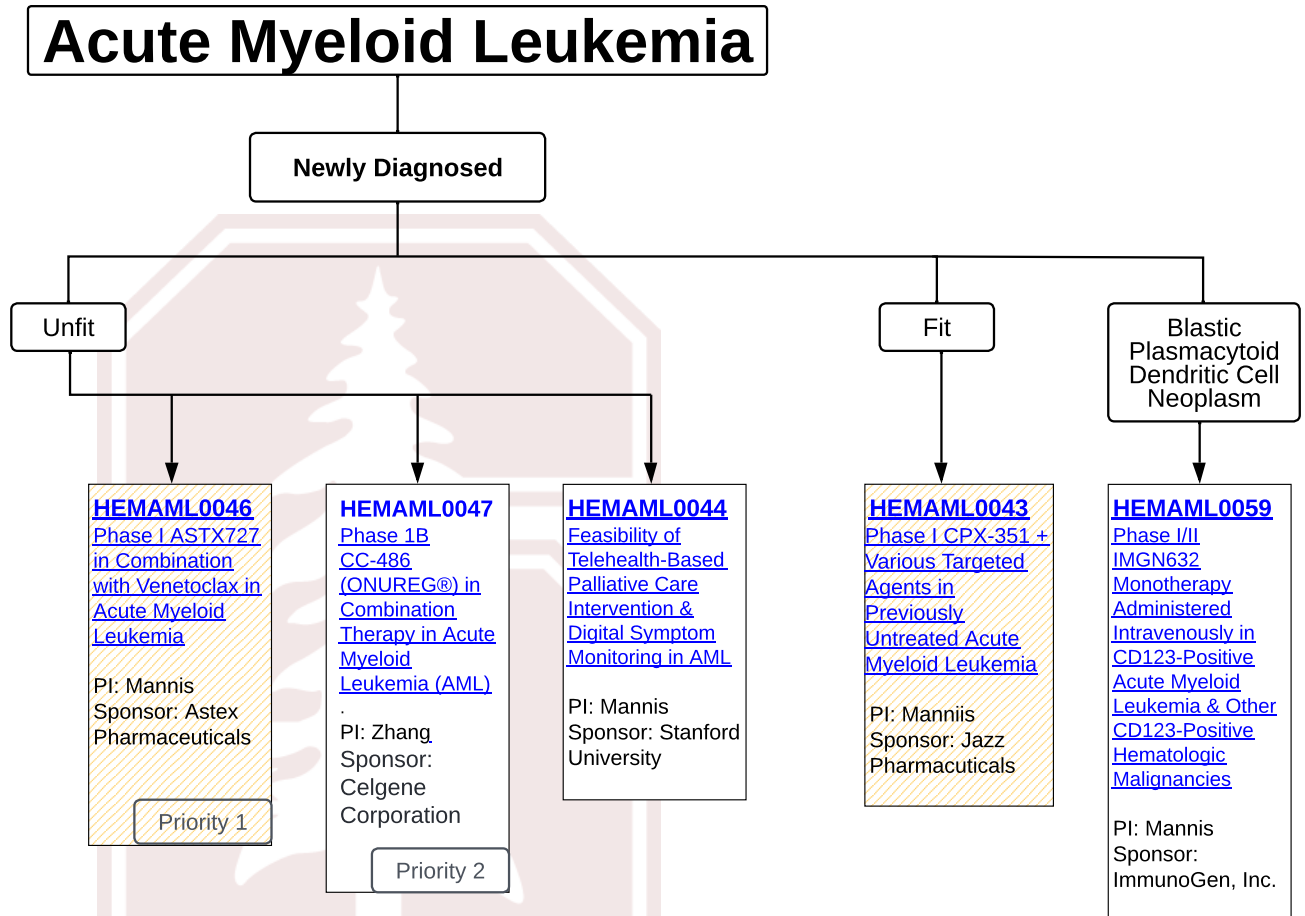 Acute Myeloid Leukemia
Newly Diagnosed
Unfit
Fit
Blastic
Plasmacytoid
Dendritic Cell
Neoplasm
HEMAML0046
Phase I ASTX727
in Combination
with Venetoclax in
Acute Myeloid
Leukemia
PI: Mannis
Sponsor: Astex
Pharmaceuticals
Priority 1
HEMAML0047
Phase 1B
CC-486
(ONUREG®) in
Combination
Therapy in Acute
Myeloid
Leukemia (AML)
.
PI: Zhang
Sponsor:
Celgene
Corporation
Priority 2
HEMAML0044
Feasibility of
Telehealth-Based
Palliative Care
Intervention &
Digital Symptom
Monitoring in AML
PI: Mannis
Sponsor: Stanford
University
HEMAML0043
Phase I CPX-351 +
Various Targeted
Agents in
Previously
Untreated Acute
Myeloid Leukemia
PI: Manniis
Sponsor: Jazz
Pharmacuticals
HEMAML0059
Phase I/II
IMGN632
Monotherapy
Administered
Intravenously in
CD123-Positive
Acute Myeloid
Leukemia & Other
CD123-Positive
Hematologic
Malignancies
PI: Mannis
Sponsor:
ImmunoGen, Inc.